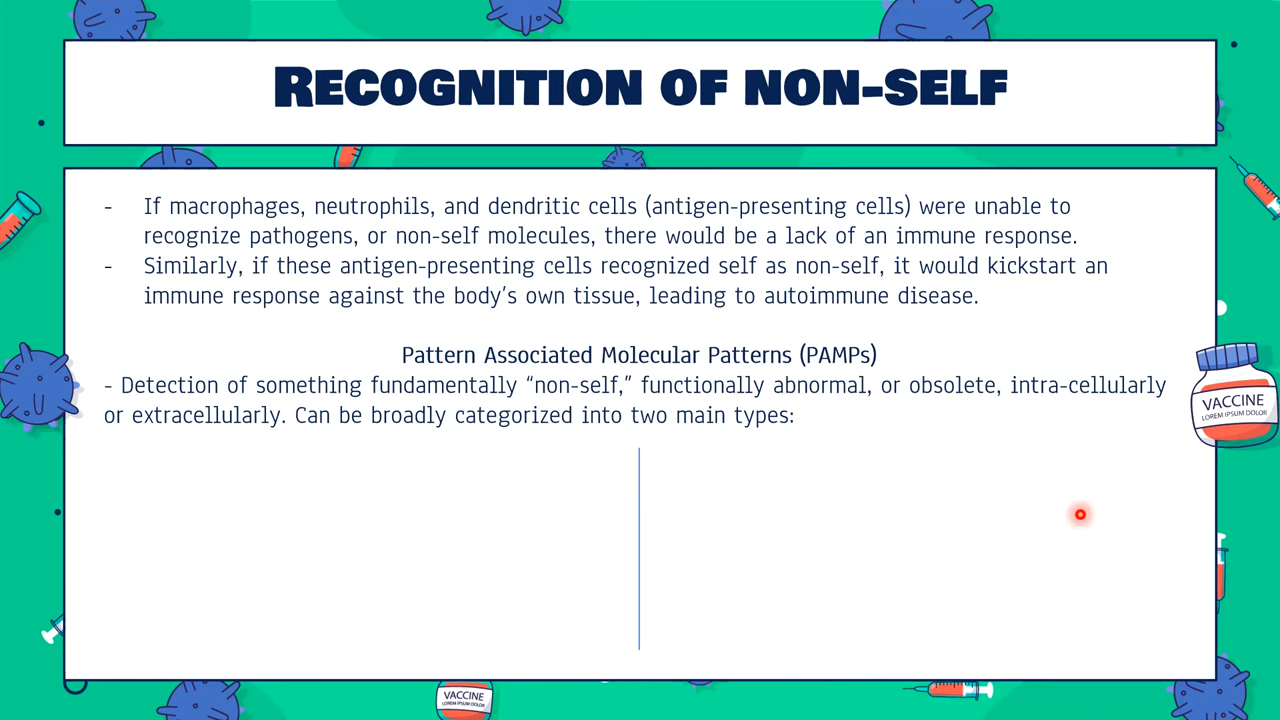 RECOGNITION OF NON-SELF
- If macrophages, neutrophils, and dendritic cells (antigen-presenting cells) were unable to
recognize pathogens, or non-self molecules, there would be a lack of an immune response.
- Similarly, if these antigen-presenting cells recognized self as non-self, it would kickstart an
immune response against the body's own tissue, leading to autoimmune disease.
Pattern Associated Molecular Patterns (PAMPs)
- Detection of something fundamentally “non-self,” functionally abnormal, or obsolete, intra-cellularly
or extracellularly. Can be broadly categorized into two main types:
VACCINE
LOREM IPSUM DOLOR
VACCINE
LOREM IPSUM DOLOR